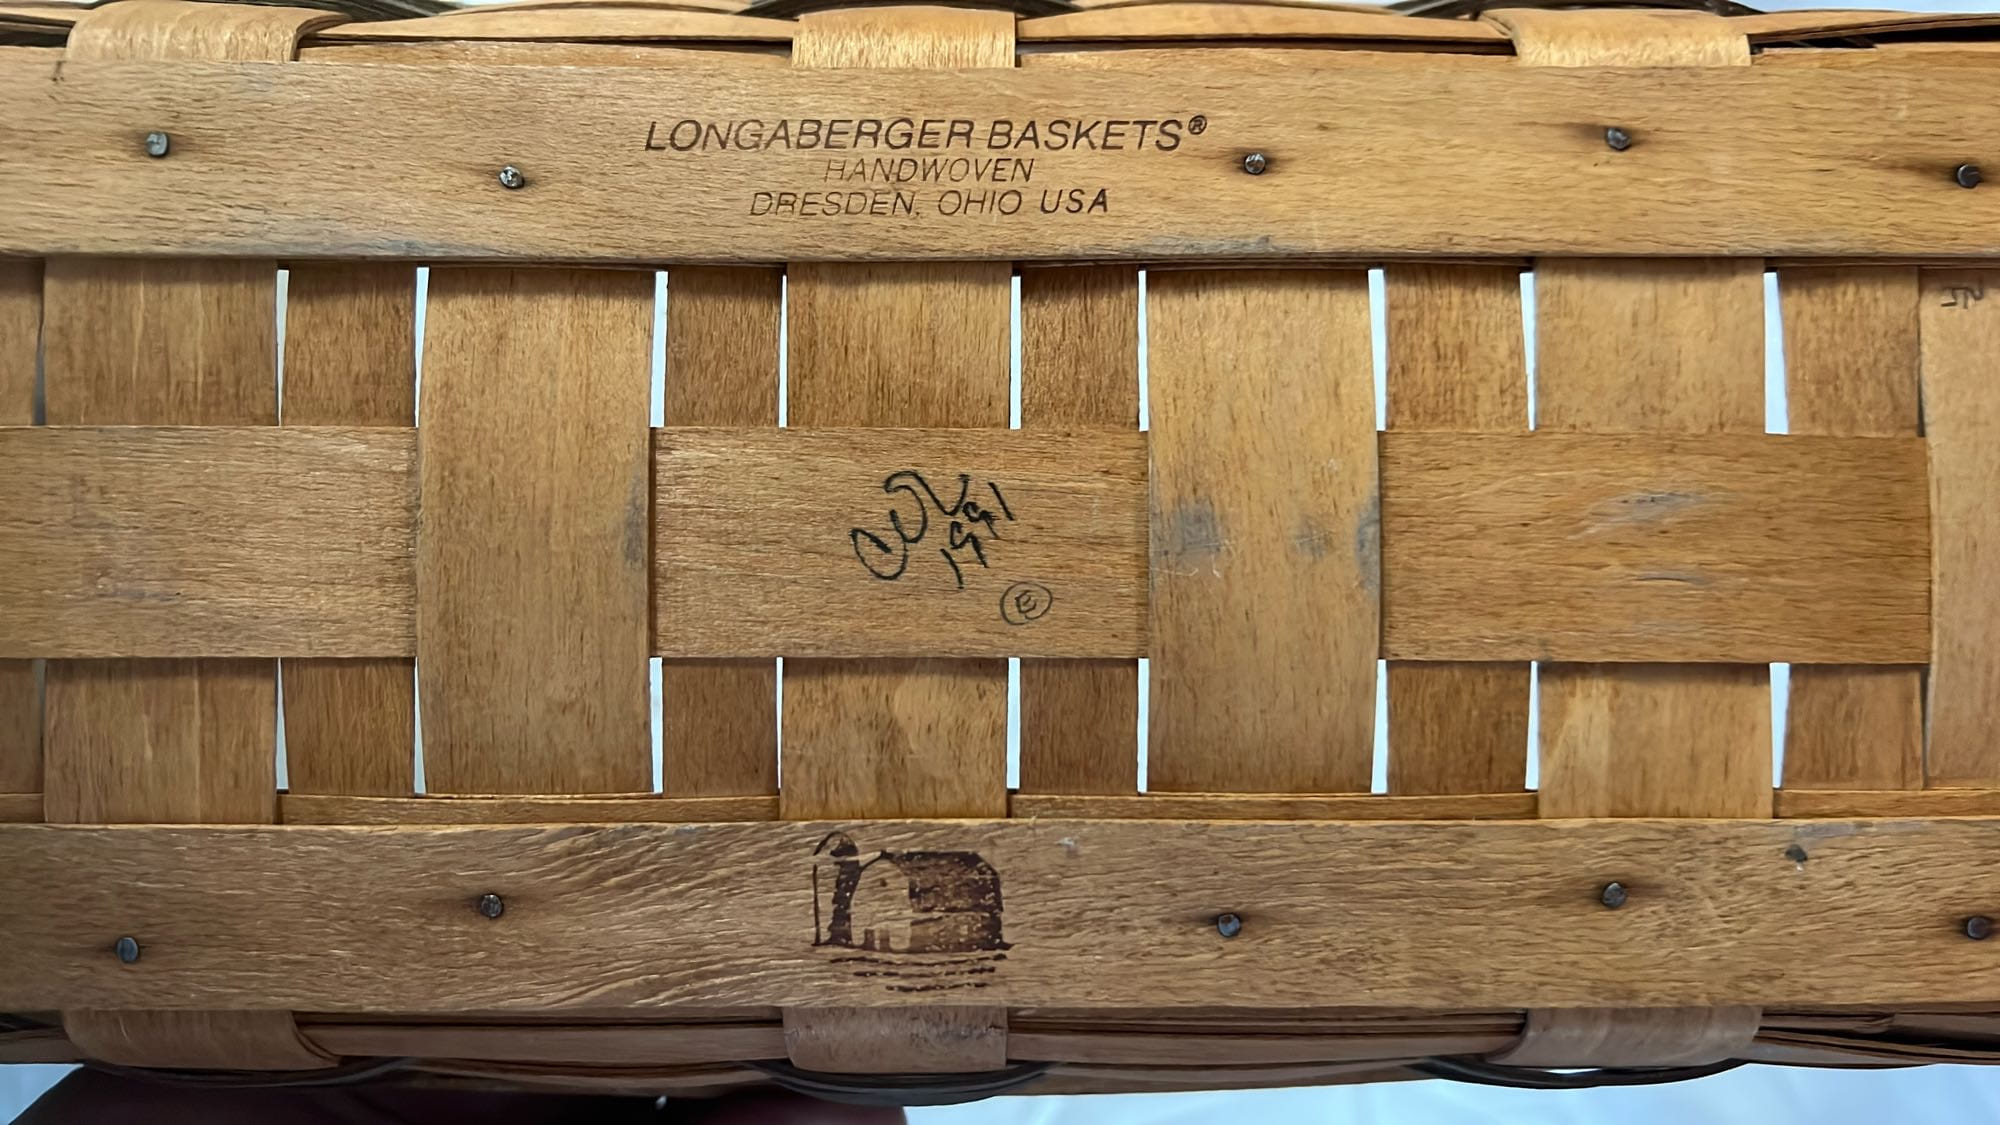 LONGABERGER BASKETS®
HANDWOVEN
DRESDEN, OHIO USA
1991
E